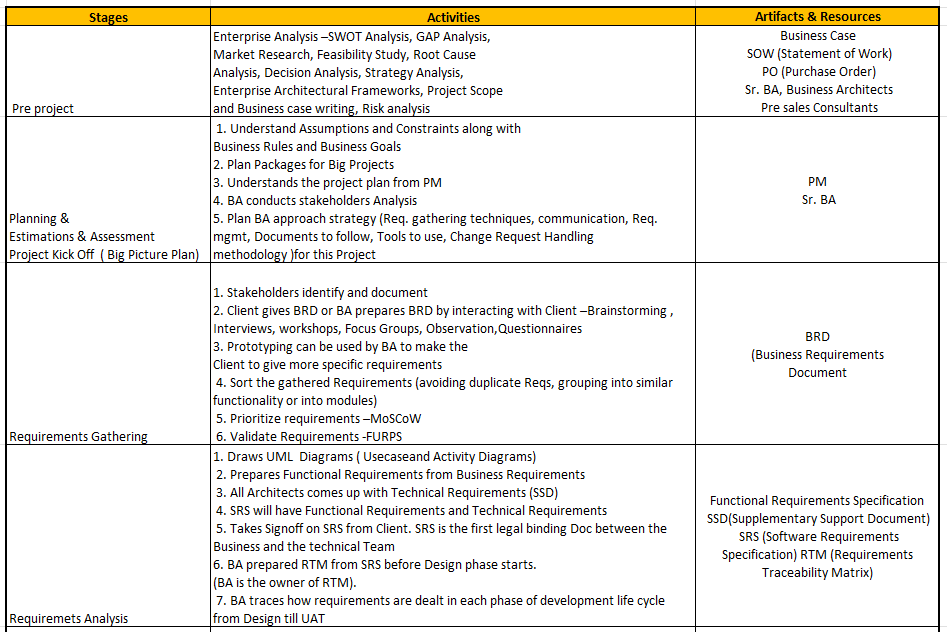 Stages
Activities
Artifacts & Resources
Pre project
Enterprise Analysis –SWOT Analysis, GAP Analysis,
Market Research, Feasibility Study, Root Cause
Analysis, Decision Analysis, Strategy Analysis,
Enterprise Architectural Frameworks, Project Scope
and Business case writing, Risk analysis
Business Case
SOW (Statement of Work)
PO (Purchase Order)
Sr. BA, Business Architects
Pre sales Consultants
Planning &
Estimations & Assessment
Project Kick Off ( Big Picture Plan)
1. Understand Assumptions and Constraints along with
Business Rules and Business Goals
2. Plan Packages for Big Projects
3. Understands the project plan from PM
4. BA conducts stakeholders Analysis
5. Plan BA approach strategy (Req. gathering techniques, communication, Req.
mgmt, Documents to follow, Tools to use, Change Request Handling
methodology )for this Project
PM
Sr. BA
Requirements Gathering
1. Stakeholders identify and document
2. Client gives BRD or BA prepares BRD by interacting with Client –Brainstorming ,
Interviews, workshops, Focus Groups, Observation,Questionnaires
3. Prototyping can be used by BA to make the
Client to give more specific requirements
4. Sort the gathered Requirements (avoiding duplicate Reqs, grouping into similar
functionality or into modules)
5. Prioritize requirements –MoSCoW
6. Validate Requirements -FURPS
BRD
(Business Requirements
Document
Requiremets Analysis
1. Draws UML Diagrams ( Usecaseand Activity Diagrams)
2. Prepares Functional Requirements from Business Requirements
3. All Architects comes up with Technical Requirements (SSD)
4. SRS will have Functional Requirements and Technical Requirements
5. Takes Signoff on SRS from Client. SRS is the first legal binding Doc between the
Business and the technical Team
6. BA prepared RTM from SRS before Design phase starts.
(BA is the owner of RTM).
7. BA traces how requirements are dealt in each phase of development life cycle
from Design till UAT
Functional Requirements Specification
SSD(Supplementary Support Document)
SRS (Software Requirements
Specification) RTM (Requirements
Traceability Matrix)